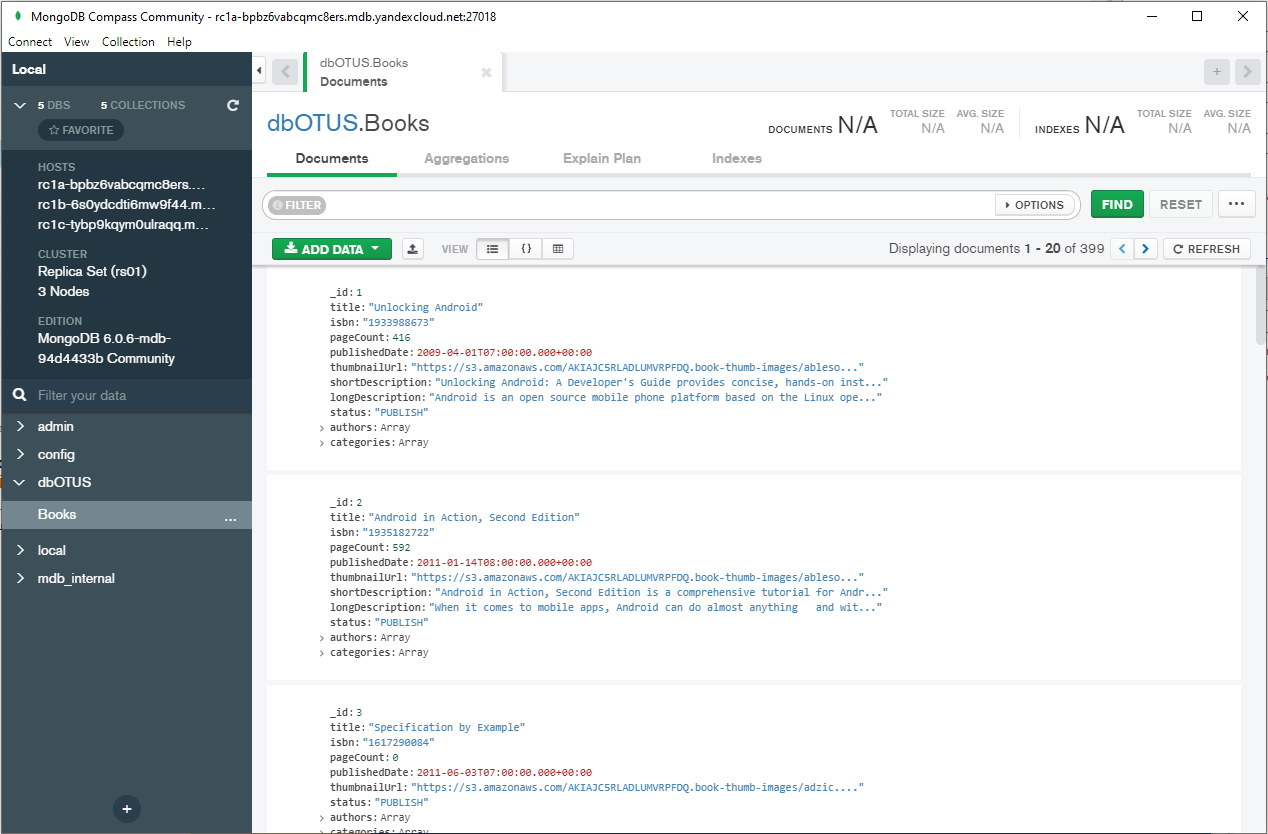 MongoDB Compass Community - rc1a-bpbz6vabcqmc8ers.mdb.yandexcloud.net:27018
Connect View Collection Help
Local
5 DBS 5 COLLECTIONS
FAVORITE
HOSTS
rc1a-bpbz6vabcqmc8ers....
rc1b-6s0ydcdti6mw9f44.m...
rc1c-tybp9kqym0ulraqq.m...
CLUSTER
Replica Set (rs01)
3 Nodes
EDITION
MongoDB 6.0.6-mdb-
94d4433b Community
Filter your data
admin
config
dbOTUS
Books ...
local
mdb_internal
dbOTUS.Books
Documents
dbOTUS.Books
DOCUMENTS N/A TOTAL SIZE N/A AVG. SIZE N/A INDEXES N/A TOTAL SIZE N/A AVG. SIZE N/A
Documents Aggregations Explain Plan Indexes
FILTER OPTIONS FIND RESET ...
ADD DATA VIEW { } Displaying documents 1 - 20 of 399 REFRESH
_id: 1
title: "Unlocking Android"
isbn: "1933988673"
pageCount: 416
publishedDate: 2009-04-01T07:00:00.000+00:00
thumbnailUrl: "https://s3.amazonaws.com/AKIAJC5RLADLUMVRPFDQ.book-thumb-images/ableso..."
shortDescription: "Unlocking Android: A Developer's Guide provides concise, hands-on inst..."
longDescription: "Android is an open source mobile phone platform based on the Linux ope..."
status: "PUBLISH"
authors: Array
categories: Array
_id: 2
title: "Android in Action, Second Edition"
isbn: "1935182722"
pageCount: 592
publishedDate: 2011-01-14T08:00:00.000+00:00
thumbnailUrl: "https://s3.amazonaws.com/AKIAJC5RLADLUMVRPFDQ.book-thumb-images/ableso..."
shortDescription: "Android in Action, Second Edition is a comprehensive tutorial for Andr..."
longDescription: "When it comes to mobile apps, Android can do almost anything   and wit..."
status: "PUBLISH"
authors: Array
categories: Array
_id: 3
title: "Specification by Example"
isbn: "1617290084"
pageCount: 0
publishedDate: 2011-06-03T07:00:00.000+00:00
thumbnailUrl: "https://s3.amazonaws.com/AKIAJC5RLADLUMVRPFDQ.book-thumb-images/adzic...."
status: "PUBLISH"
authors: Array
categories: Array